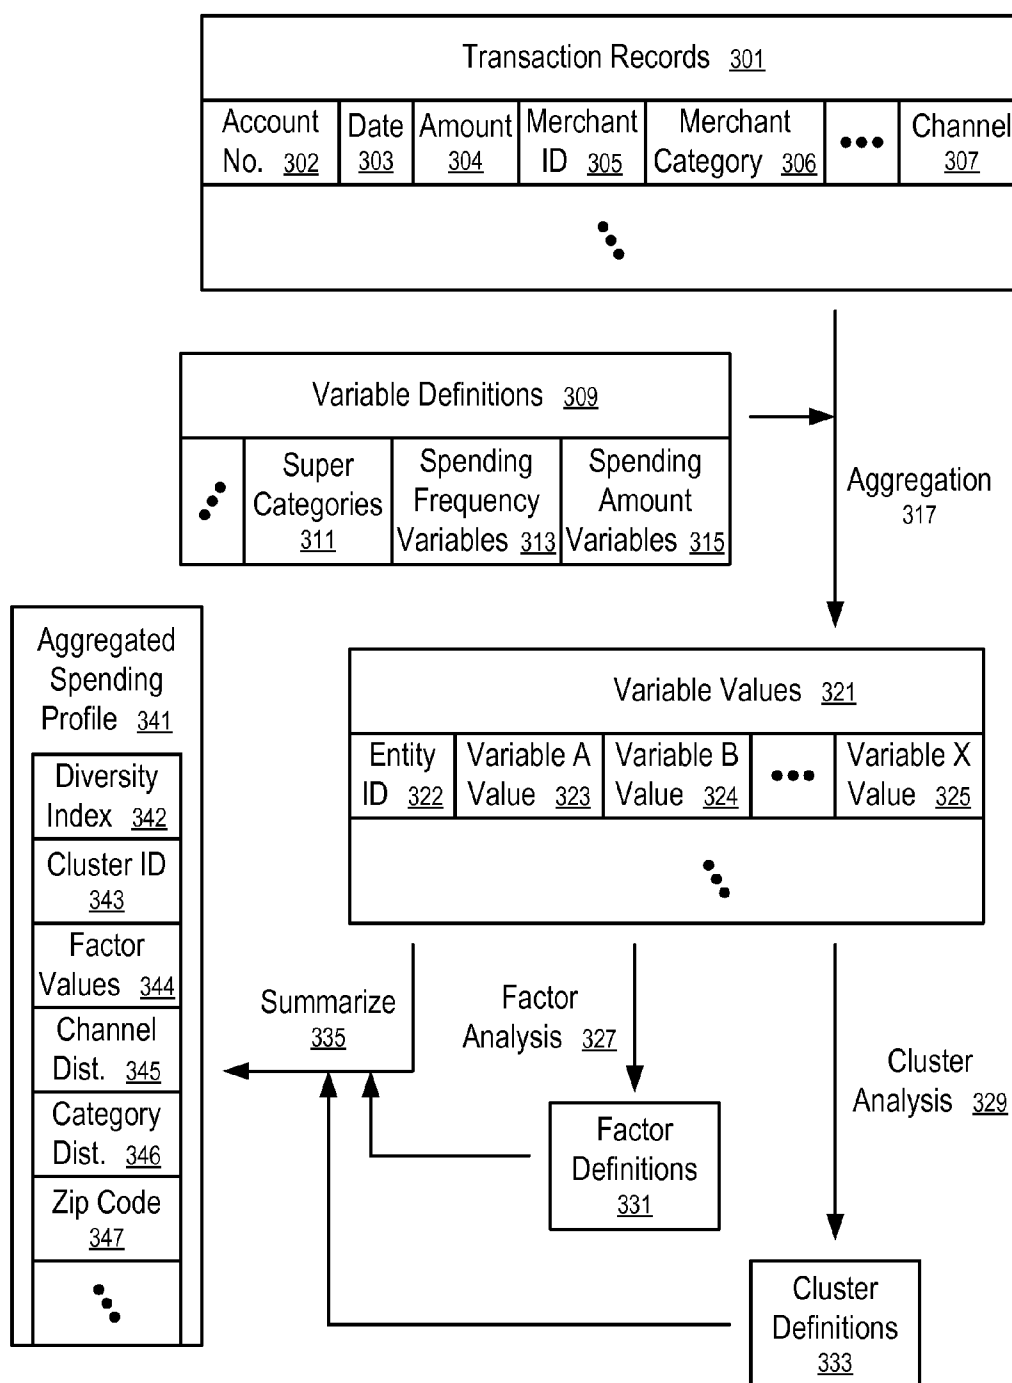 Transaction Records 301
Account No. 302
Date 303
Amount 304
Merchant ID 305
Merchant Category 306
Channel 307
Variable Definitions 309
Super Categories 311
Spending Frequency Variables 313
Spending Amount Variables 315
Aggregation 317
Aggregated Spending Profile 341
Diversity Index 342
Cluster ID 343
Factor Values 344
Channel Dist. 345
Category Dist. 346
Zip Code 347
Variable Values 321
Entity ID 322
Variable A Value 323
Variable B Value 324
Variable X Value 325
Summarize 335
Factor Analysis 327
Cluster Analysis 329
Factor Definitions 331
Cluster Definitions 333